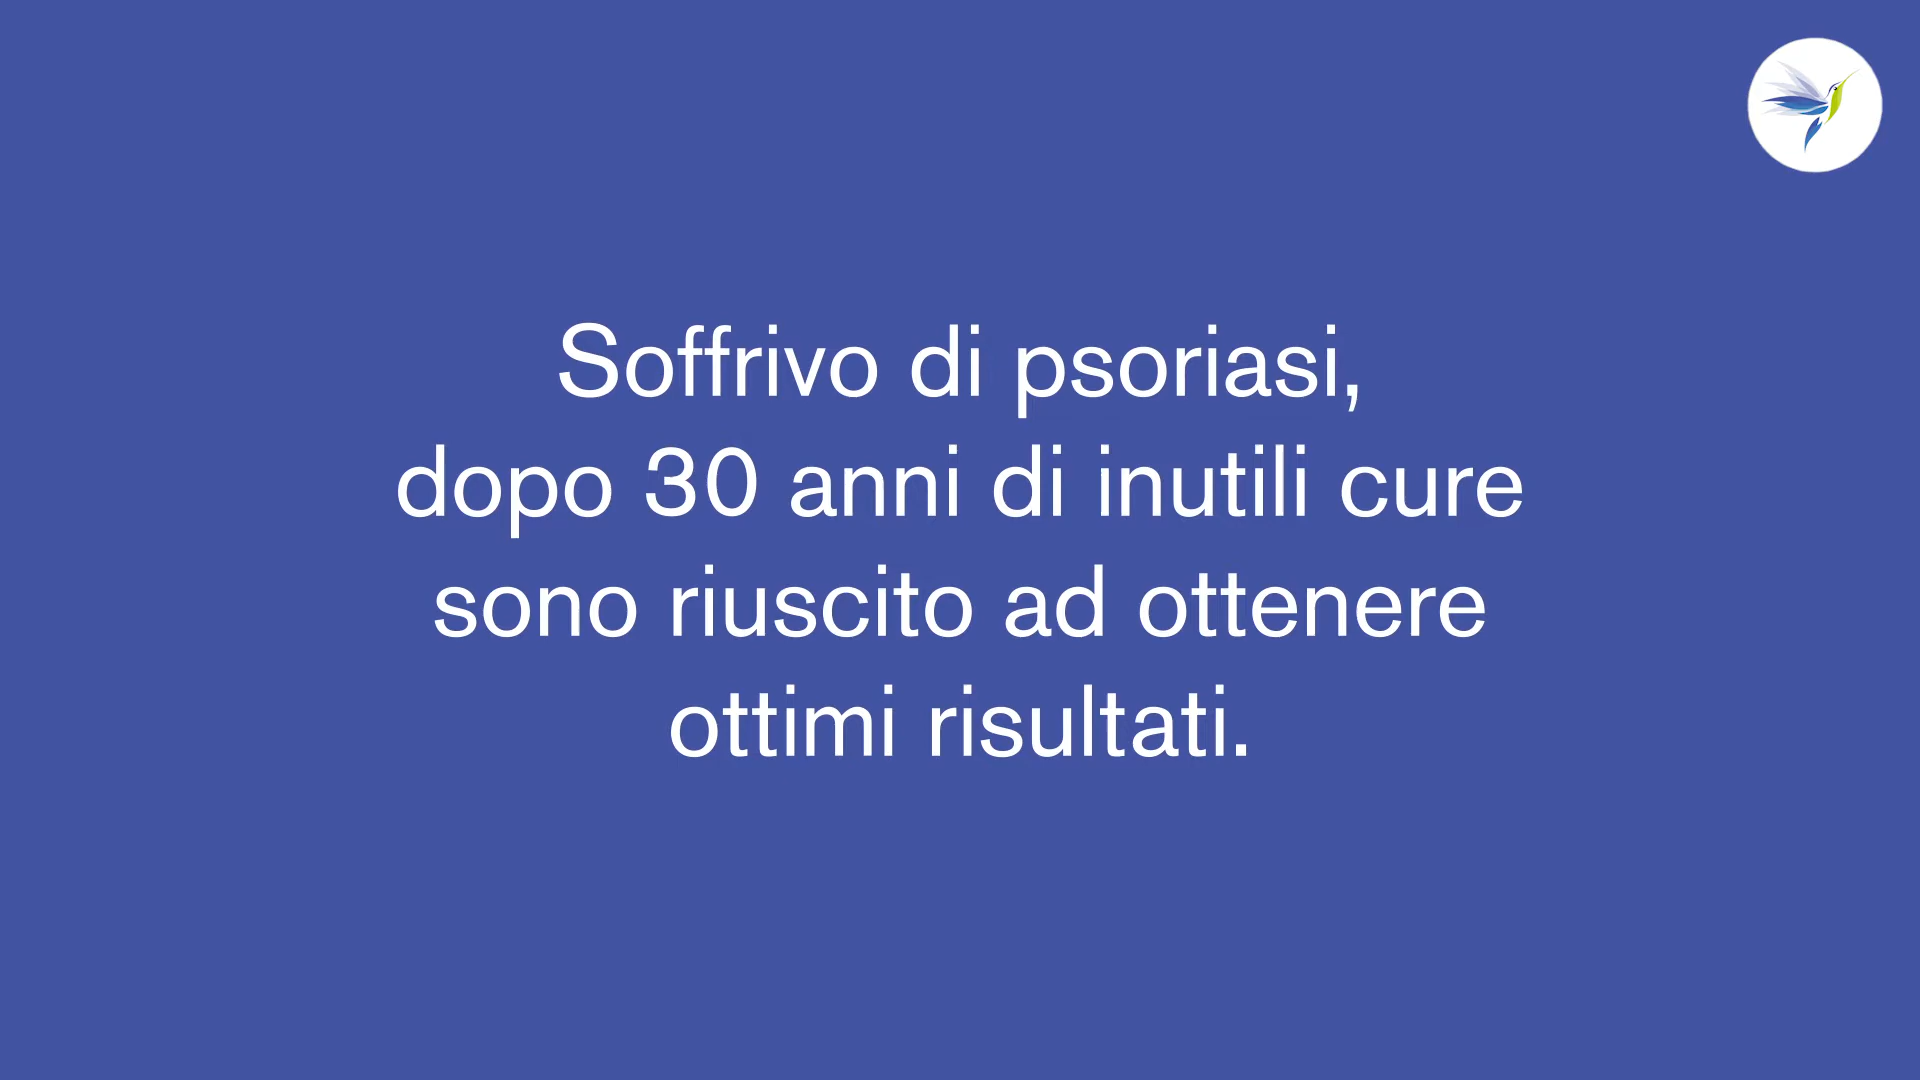 Soffrivo di psoriasi,
dopo 30 anni di inutili cure
sono riuscito ad ottenere
ottimi risultati.